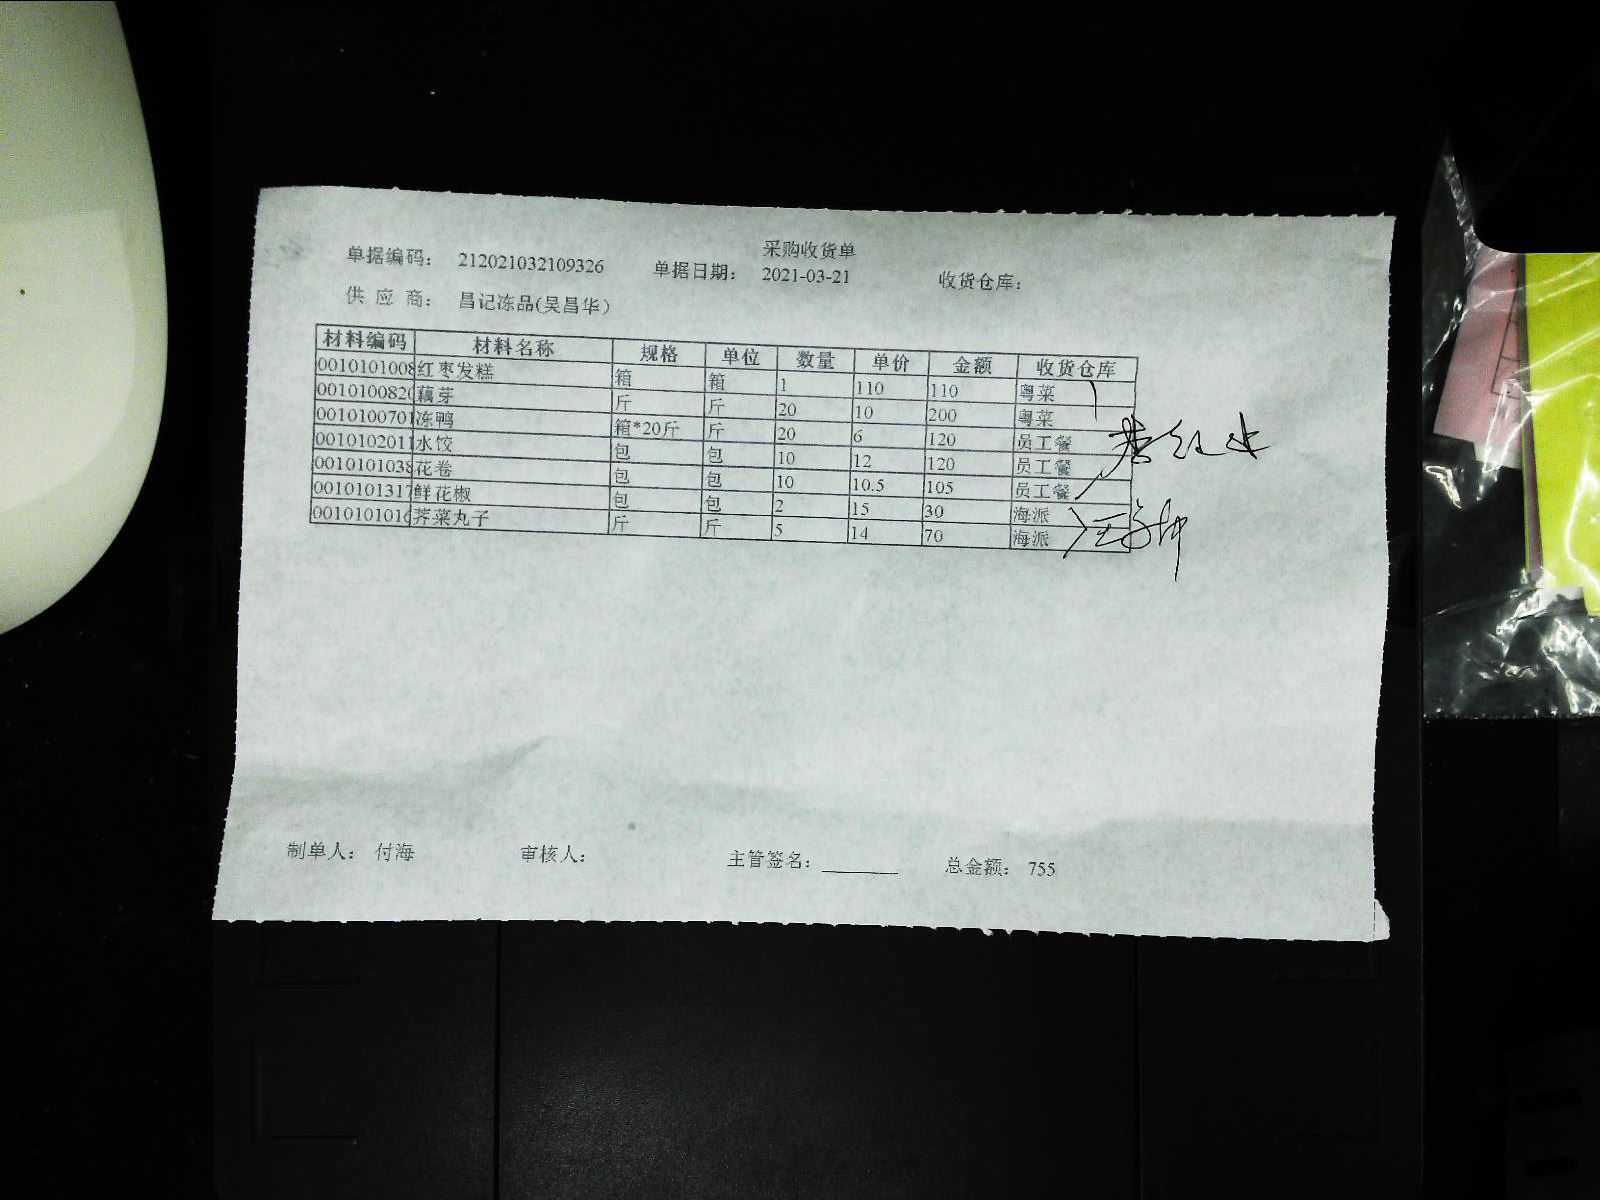 采购收货单
单据编码: 212021032109326 单据日期: 2021-03-21 收货仓库:
供 应 商: 昌记冻品(吴昌华)
材料编码 材料名称 规格 单位 数量 单价 金额 收货仓库
0010101008 红枣发糕 箱 箱 1 110 110 粤菜
001010082 藕芽 斤 斤 20 10 200 粤菜
001010070 冻鸭 箱*20斤 斤 20 6 120 员工餐
001010201 水饺 包 包 10 12 120 员工餐
001010103 花卷 包 包 10 10.5 105 员工餐
001010131 鲜花椒 包 包 2 15 30 海派
001010101 荠菜丸子 斤 斤 5 14 70 海派
制单人: 付海 审核人: 主管签名: 总金额: 755